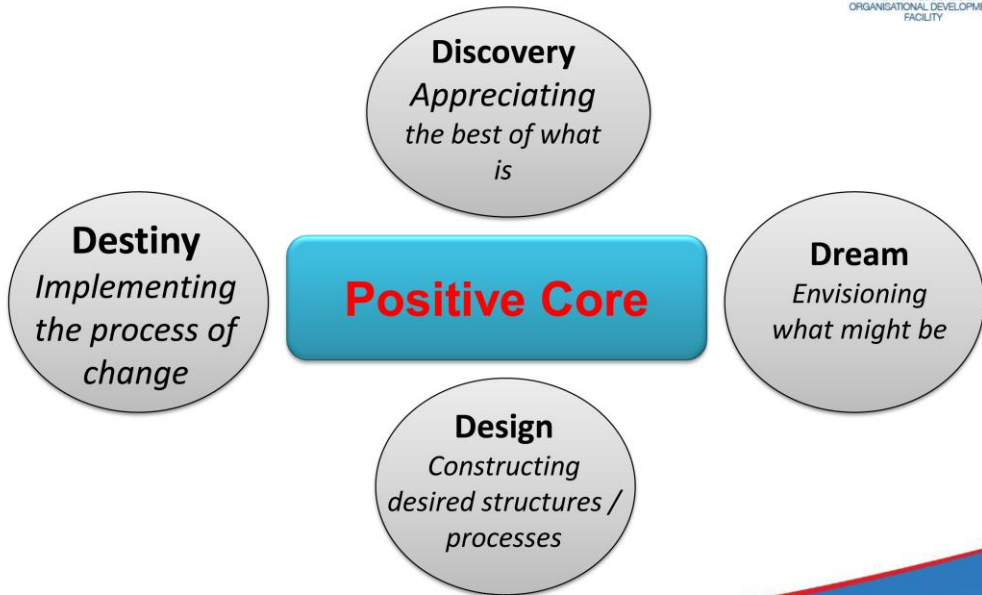 ORGANISATIONAL DEVELOPME
FACILITY
Discovery
Appreciating
the best of what
is
Destiny
Implementing
the process of
change
Positive Core
Dream
Envisioning
what might be
Design
Constructing
desired structures /
processes